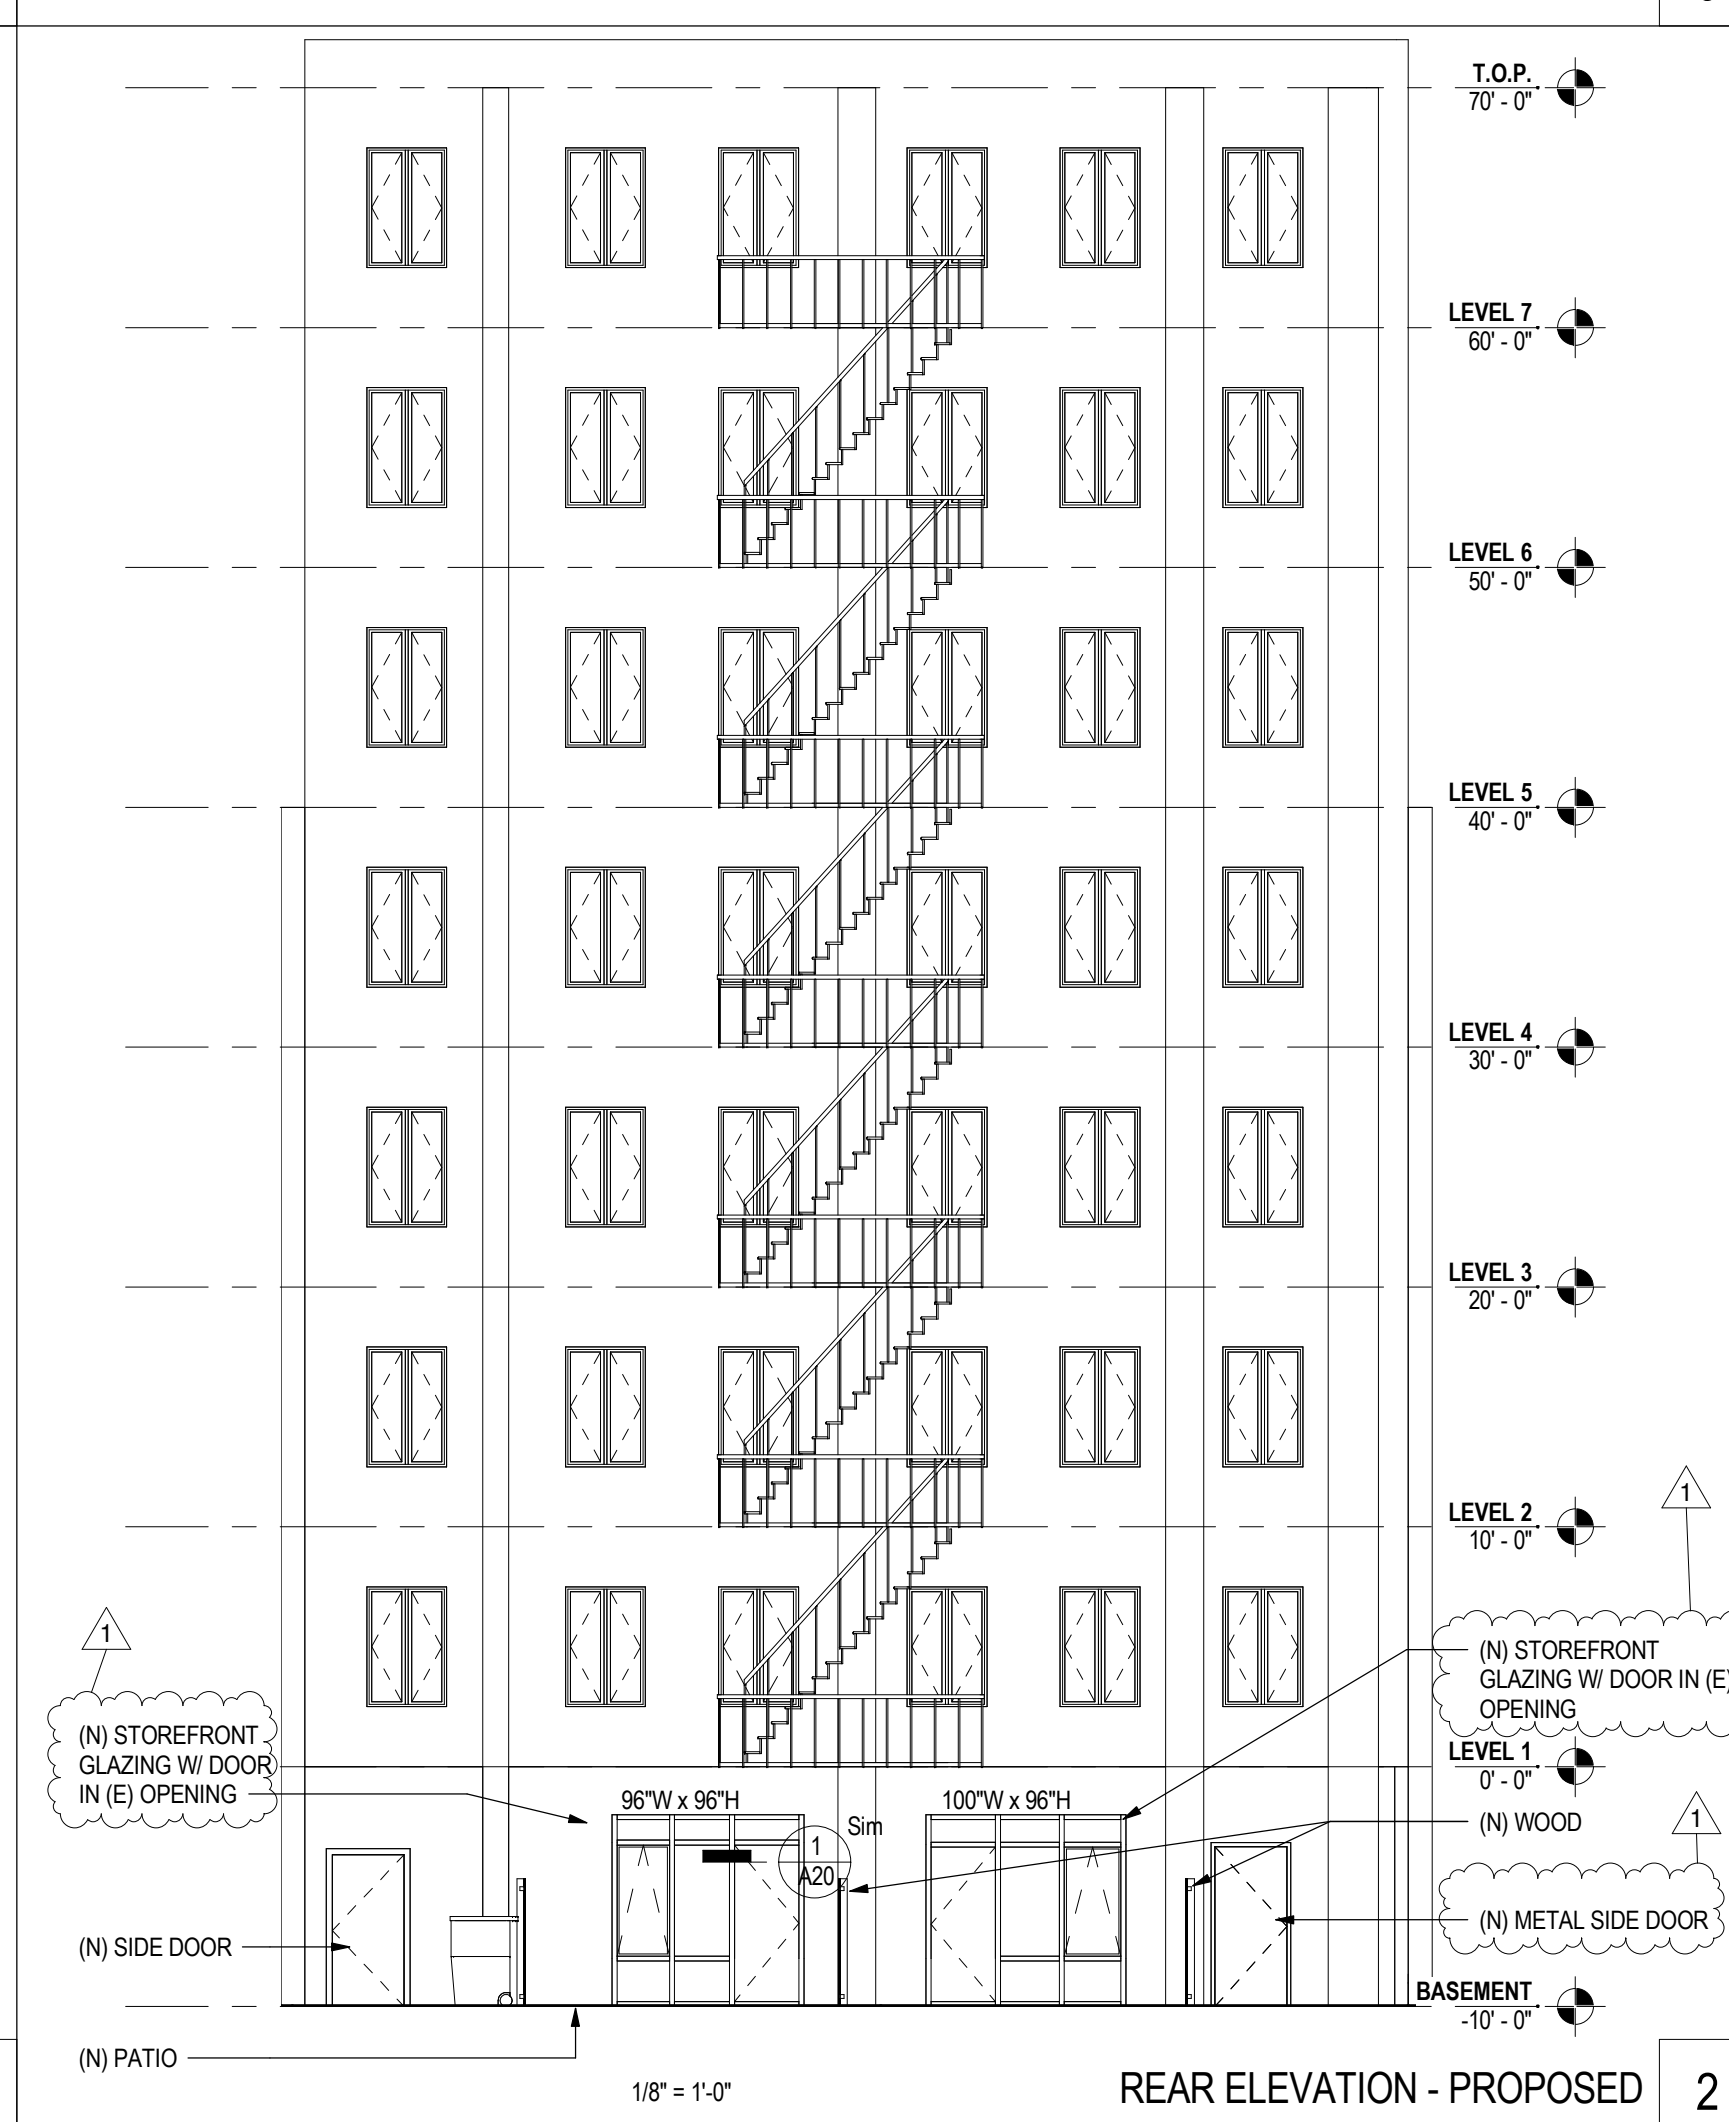 T.O.P.
70' - 0"
LEVEL 7
60' - 0"
LEVEL 6
50' - 0"
LEVEL 5
40' - 0"
LEVEL 4
30' - 0"
LEVEL 3
20' - 0"
LEVEL 2
10' - 0"
1
1
(N) STOREFRONT
GLAZING W/ DOOR IN (E)
OPENING
(N) STOREFRONT
GLAZING W/ DOOR
IN (E) OPENING
LEVEL 1
0' - 0"
96"W x 96"H
100"W x 96"H
Sim
1
A20
(N) WOOD
1
(N) METAL SIDE DOOR
(N) SIDE DOOR
BASEMENT
-10' - 0"
(N) PATIO
1/8" = 1'-0"
REAR ELEVATION - PROPOSED
2